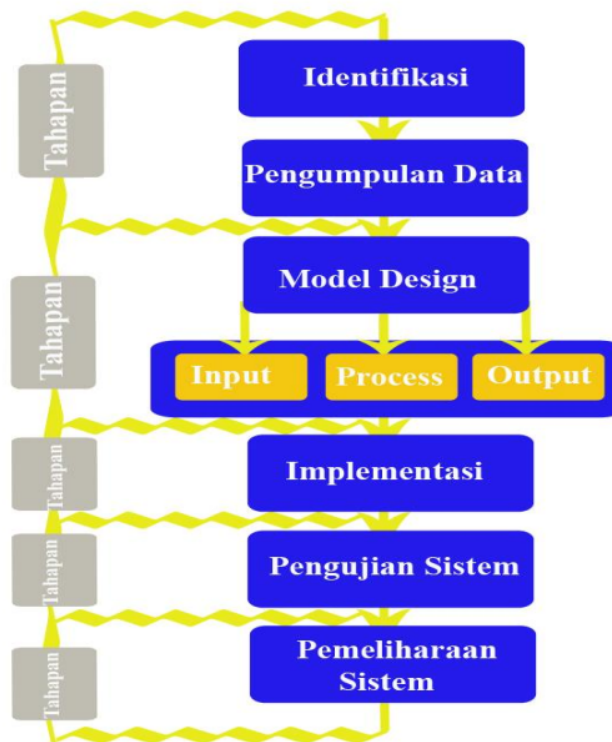 Tahapan
Identifikasi
Pengumpulan Data
Tahapan
Model Design
Input
Process
Output
Tahapan
Implementasi
Tahapan
Pengujian Sistem
Tahapan
Pemeliharaan
Sistem